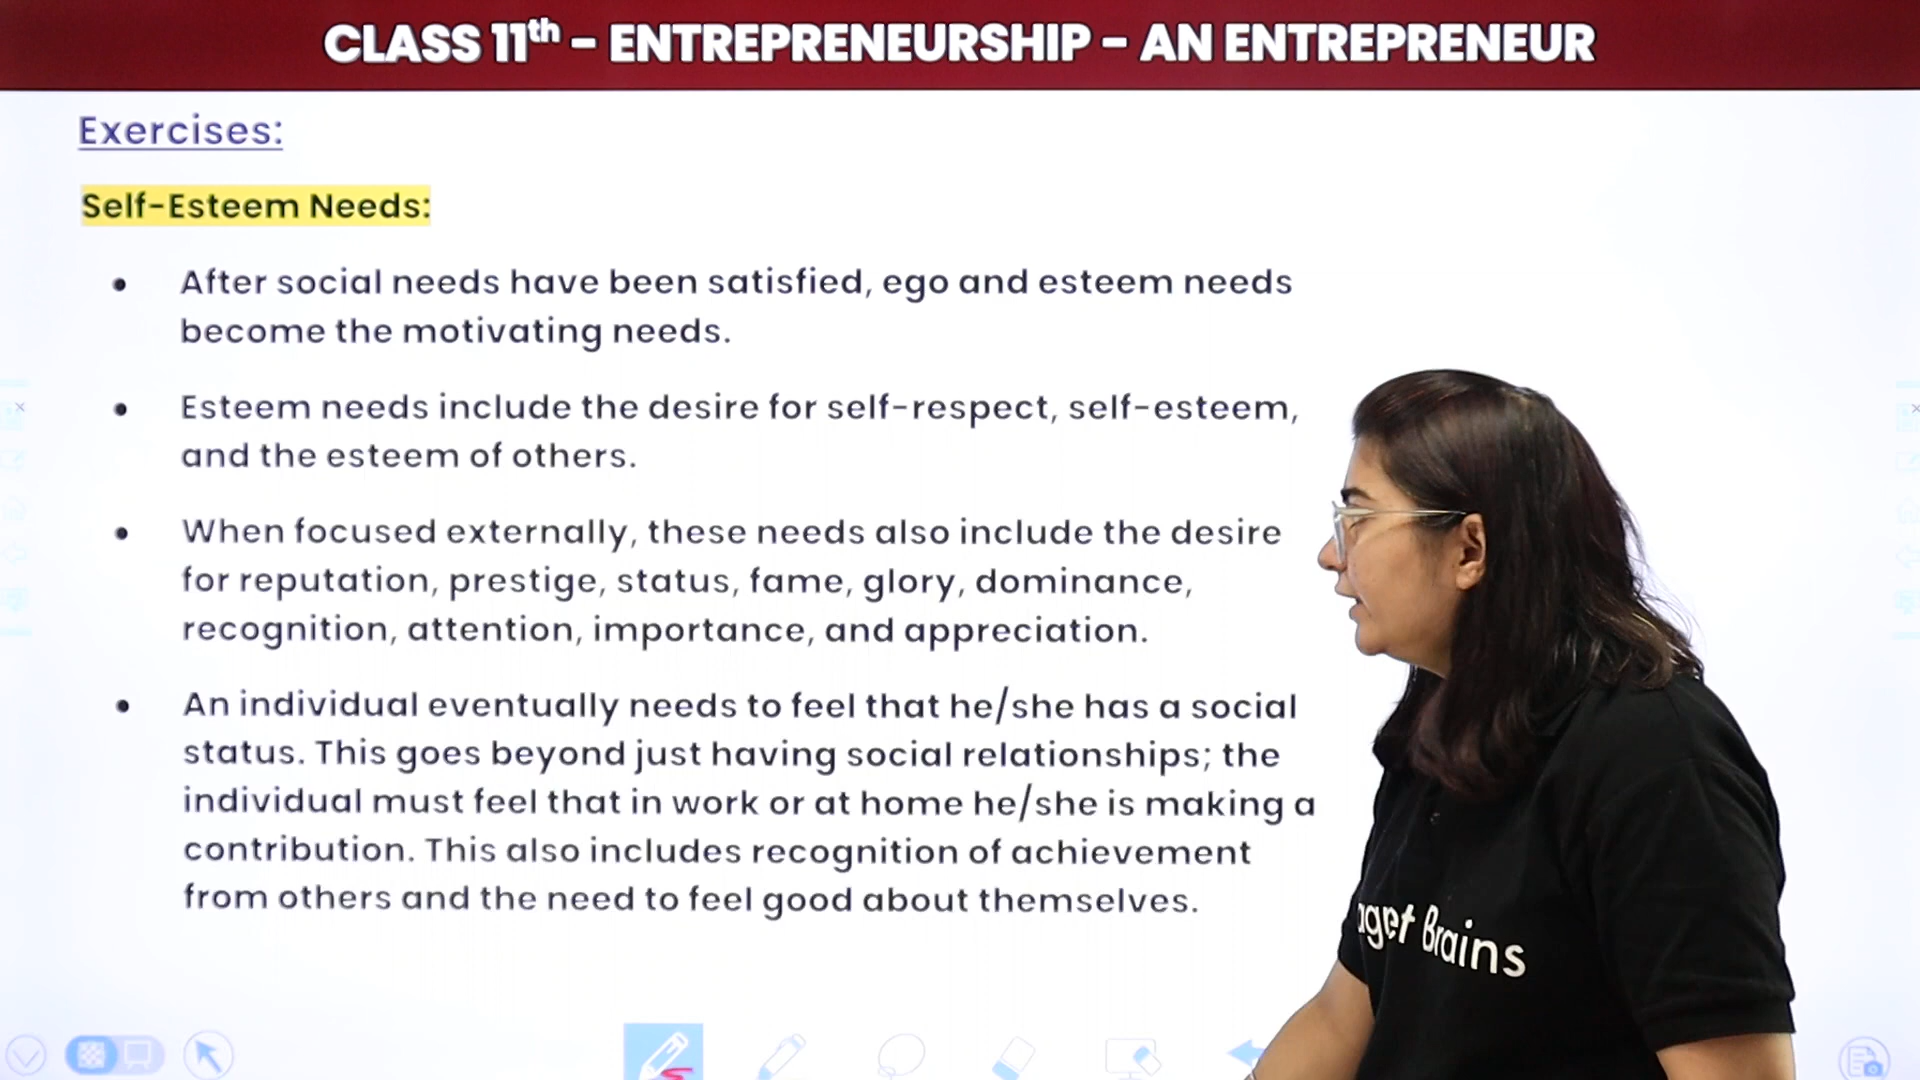 CLASS 11th – ENTREPRENEURSHIP – AN ENTREPRENEUR
Exercises:
Self-Esteem Needs:
• After social needs have been satisfied, ego and esteem needs
become the motivating needs.
• Esteem needs include the desire for self-respect, self-esteem,
and the esteem of others.
• When focused externally, these needs also include the desire
for reputation, prestige, status, fame, glory, dominance,
recognition, attention, importance, and appreciation.
• An individual eventually needs to feel that he/she has a social
status. This goes beyond just having social relationships; the
individual must feel that in work or at home he/she is making a
contribution. This also includes recognition of achievement
from others and the need to feel good about themselves.
Brains